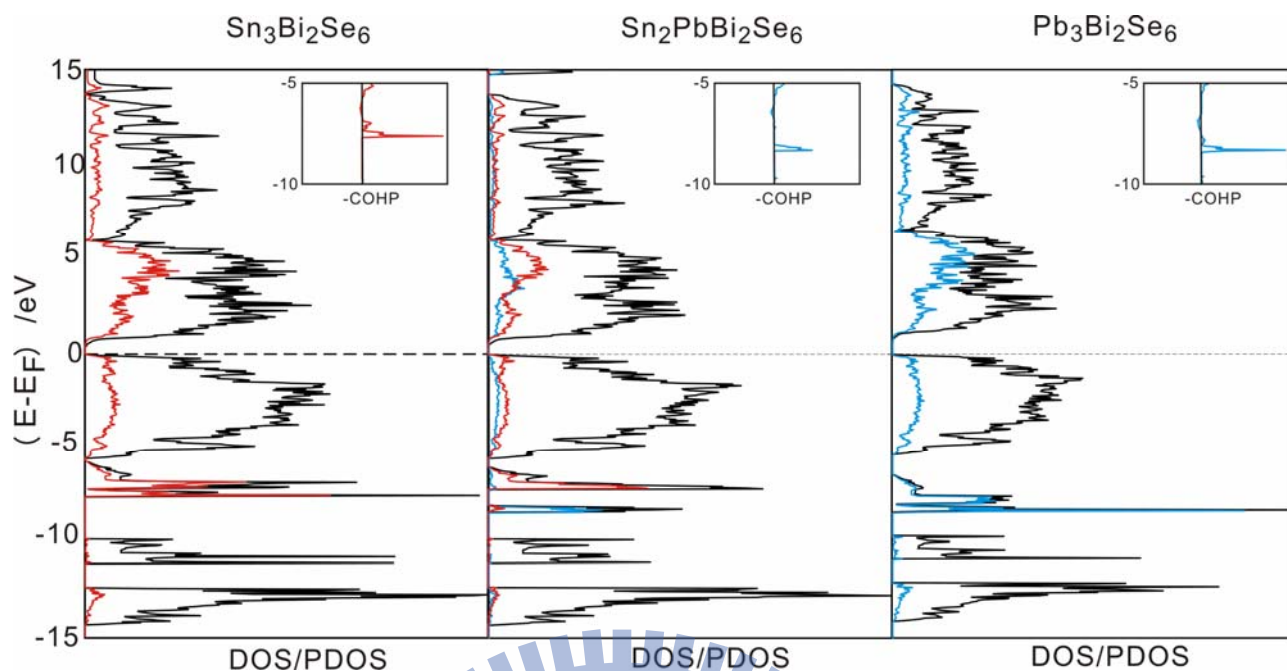 Sn₃Bi₂Se₆
Sn₂PbBi₂Se₆
Pb₃Bi₂Se₆
15
10
5
0
-5
-10
-15
(E-EF) /eV
-5
-10
-COHP
-5
-10
-COHP
-5
-10
-COHP
DOS/PDOS
DOS/PDOS
DOS/PDOS